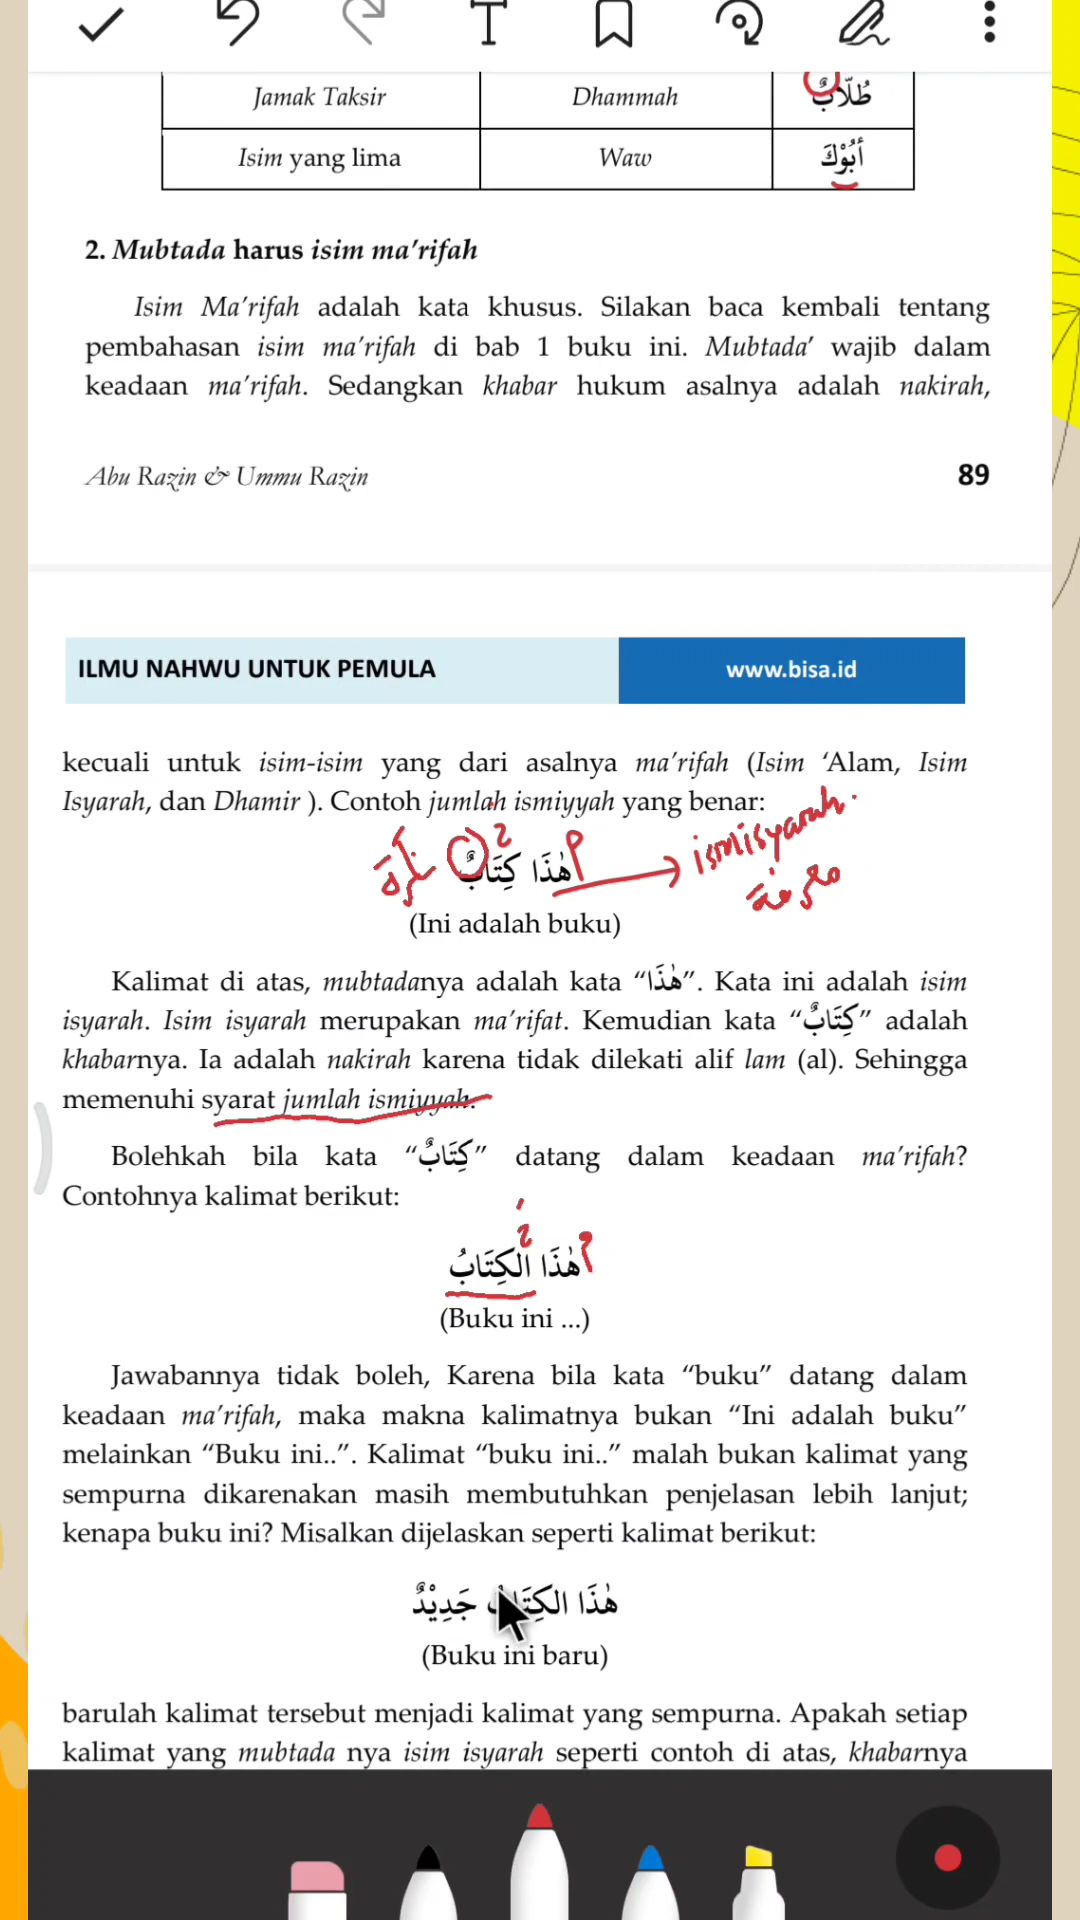 Jamak Taksir Dhammah طُلَّابٌ
Isim yang lima Waw أَبُوْكَ
2. Mubtada harus isim ma’rifah
Isim Ma’rifah adalah kata khusus. Silakan baca kembali tentang
pembahasan isim ma’rifah di bab 1 buku ini. Mubtada’ wajib dalam
keadaan ma’rifah. Sedangkan khabar hukum asalnya adalah nakirah,
Abu Razin & Ummu Razin 89
ILMU NAHWU UNTUK PEMULA www.bisa.id
kecuali untuk isim-isim yang dari asalnya ma’rifah (Isim ‘Alam, Isim
Isyarah, dan Dhamir ). Contoh jumlah ismiyyah yang benar:
هٰذَا كِتَابٌ
ismisyarah.
معرفة
نكرة
(Ini adalah buku)
Kalimat di atas, mubtadanya adalah kata “هٰذَا”. Kata ini adalah isim
isyarah. Isim isyarah merupakan ma’rifat. Kemudian kata “كِتَابٌ” adalah
khabarnya. Ia adalah nakirah karena tidak dilekati alif lam (al). Sehingga
memenuhi syarat jumlah ismiyyah.
Bolehkah bila kata “كِتَابٌ” datang dalam keadaan ma’rifah?
Contohnya kalimat berikut:
هٰذَا الكِتَابُ
(Buku ini ...)
Jawabannya tidak boleh, Karena bila kata “buku” datang dalam
keadaan ma’rifah, maka makna kalimatnya bukan “Ini adalah buku”
melainkan “Buku ini..”. Kalimat “buku ini..” malah bukan kalimat yang
sempurna dikarenakan masih membutuhkan penjelasan lebih lanjut;
kenapa buku ini? Misalkan dijelaskan seperti kalimat berikut:
هٰذَا الكِتَابُ جَدِيْدٌ
(Buku ini baru)
barulah kalimat tersebut menjadi kalimat yang sempurna. Apakah setiap
kalimat yang mubtada nya isim isyarah seperti contoh di atas, khabarnya